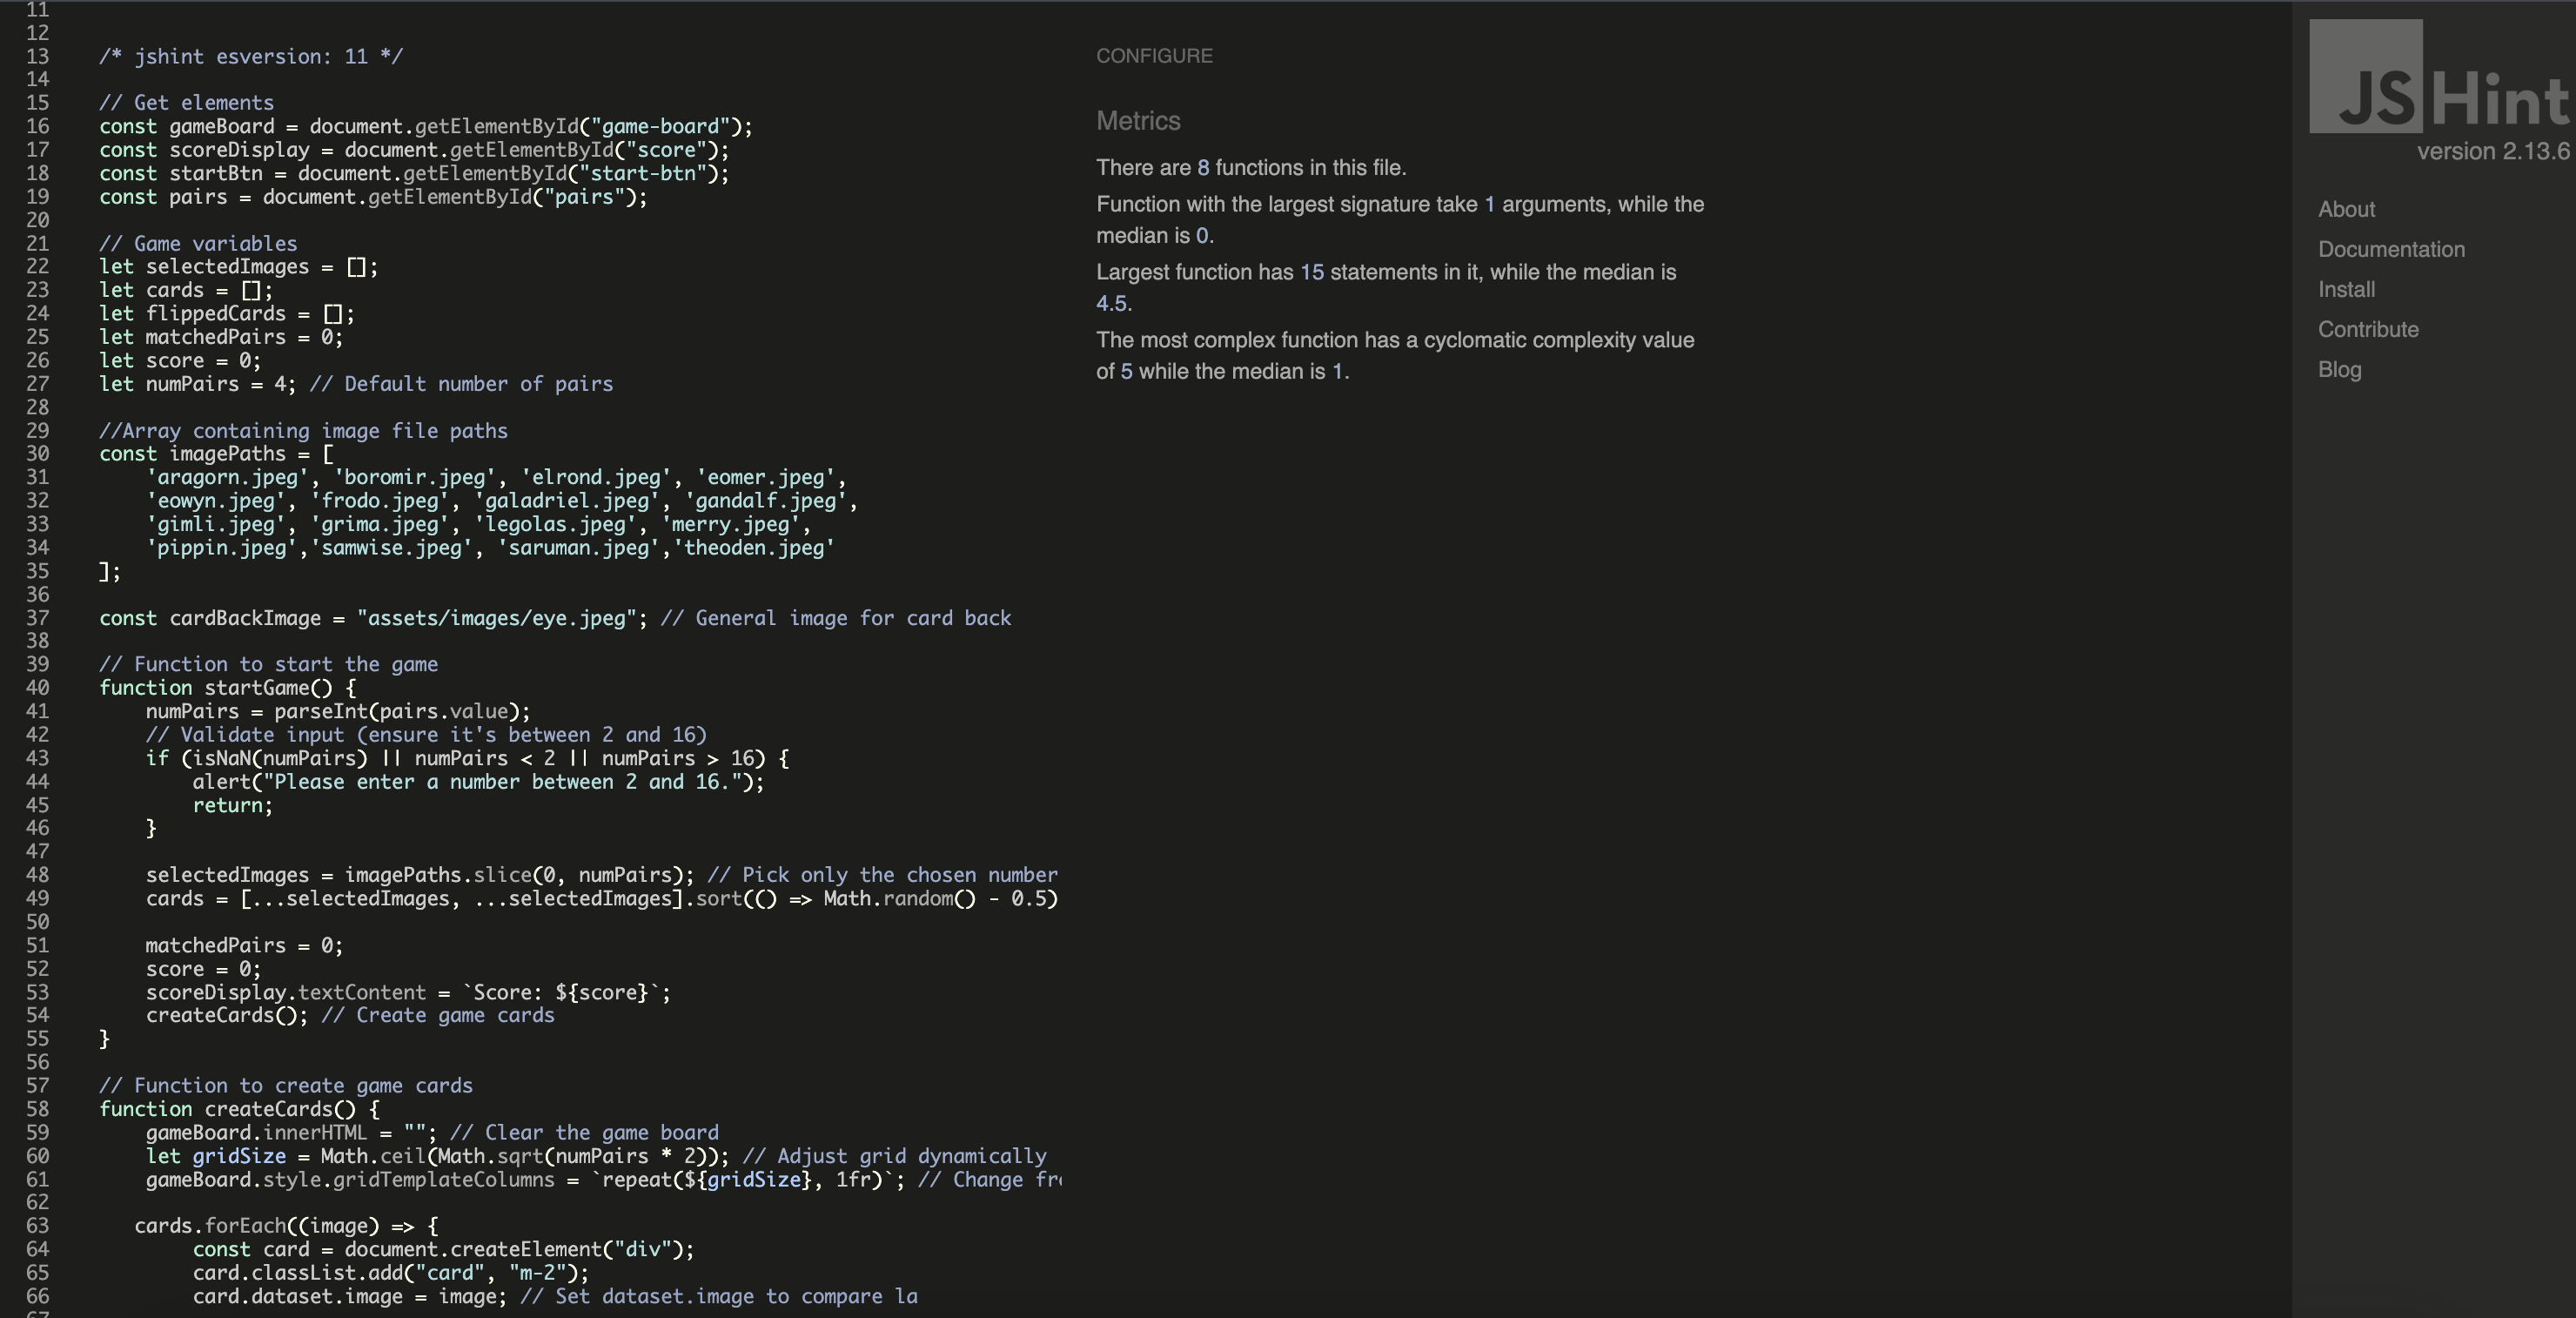 11
12
13 /* jshint esversion: 11 */
14
15 // Get elements
16 const gameBoard = document.getElementById("game-board");
17 const scoreDisplay = document.getElementById("score");
18 const startBtn = document.getElementById("start-btn");
19 const pairs = document.getElementById("pairs");
20
21 // Game variables
22 let selectedImages = [];
23 let cards = [];
24 let flippedCards = [];
25 let matchedPairs = 0;
26 let score = 0;
27 let numPairs = 4; // Default number of pairs
28
29 //Array containing image file paths
30 const imagePaths = [
31     'aragorn.jpeg', 'boromir.jpeg', 'elrond.jpeg', 'eomer.jpeg',
32     'eowyn.jpeg', 'frodo.jpeg', 'galadriel.jpeg', 'gandalf.jpeg',
33     'gimli.jpeg', 'grima.jpeg', 'legolas.jpeg', 'merry.jpeg',
34     'pippin.jpeg','samwise.jpeg', 'saruman.jpeg','theoden.jpeg'
35 ];
36
37 const cardBackImage = "assets/images/eye.jpeg"; // General image for card back
38
39 // Function to start the game
40 function startGame() {
41     numPairs = parseInt(pairs.value);
42     // Validate input (ensure it's between 2 and 16)
43     if (isNaN(numPairs) || numPairs < 2 || numPairs > 16) {
44         alert("Please enter a number between 2 and 16.");
45         return;
46     }
47
48     selectedImages = imagePaths.slice(0, numPairs); // Pick only the chosen number
49     cards = [...selectedImages, ...selectedImages].sort(() => Math.random() - 0.5)
50
51     matchedPairs = 0;
52     score = 0;
53     scoreDisplay.textContent = `Score: ${score}`;
54     createCards(); // Create game cards
55 }
56
57 // Function to create game cards
58 function createCards() {
59     gameBoard.innerHTML = ""; // Clear the game board
60     let gridSize = Math.ceil(Math.sqrt(numPairs * 2)); // Adjust grid dynamically
61     gameBoard.style.gridTemplateColumns = `repeat(${gridSize}, 1fr)`; // Change
62
63    cards.forEach((image) => {
64         const card = document.createElement("div");
65         card.classList.add("card", "m-2");
66         card.dataset.image = image; // Set dataset.image to compare la
CONFIGURE
Metrics
There are 8 functions in this file.
Function with the largest signature take 1 arguments, while the
median is 0.
Largest function has 15 statements in it, while the median is
4.5.
The most complex function has a cyclomatic complexity value
of 5 while the median is 1.
JSHint
version 2.13.6
About
Documentation
Install
Contribute
Blog